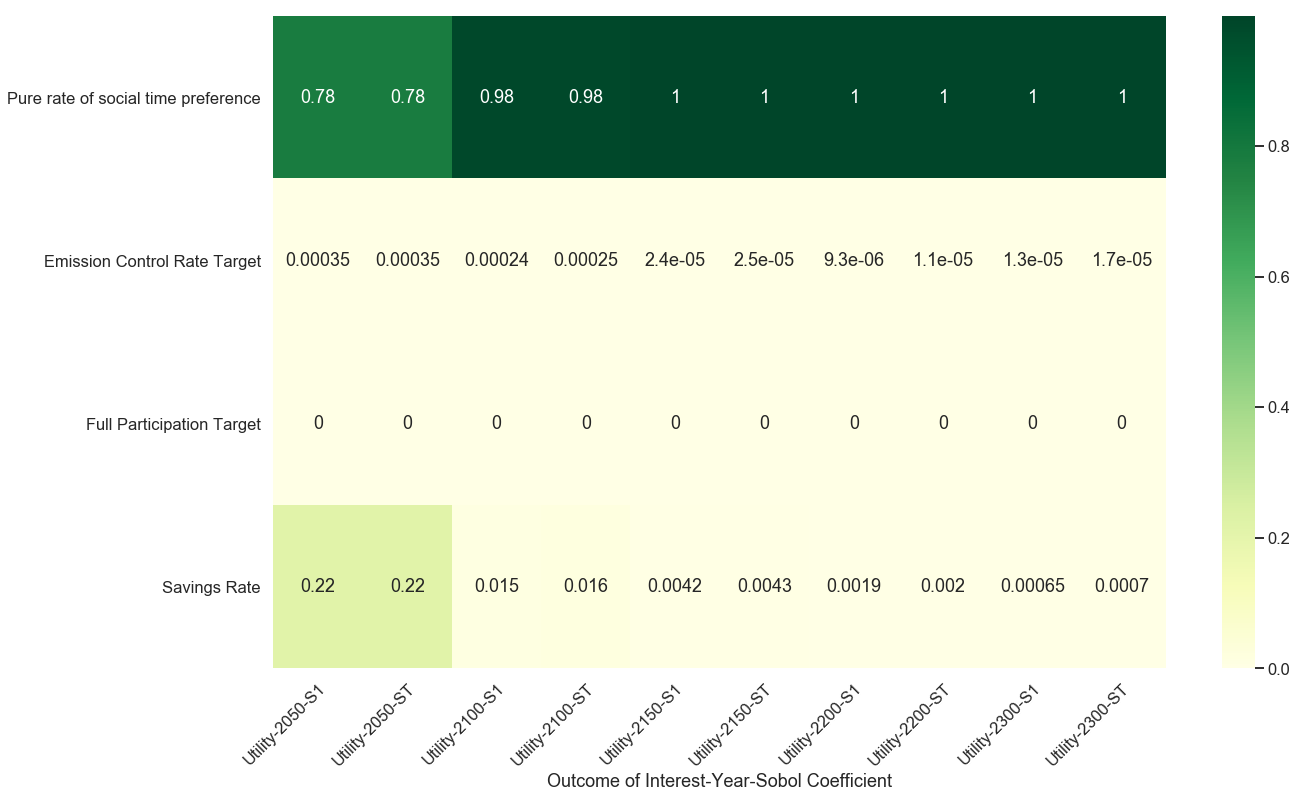 Pure rate of social time preference 0.78 0.78 0.98 0.98 1 1 1 1 1 1
Emission Control Rate Target 0.00035 0.00035 0.00024 0.00025 2.4e-05 2.5e-05 9.3e-06 1.1e-05 1.3e-05 1.7e-05
Full Participation Target 0 0 0 0 0 0 0 0 0 0
Savings Rate 0.22 0.22 0.015 0.016 0.0042 0.0043 0.0019 0.002 0.00065 0.0007
Utility-2050-S1 Utility-2050-ST Utility-2100-S1 Utility-2100-ST Utility-2150-S1 Utility-2150-ST Utility-2200-S1 Utility-2200-ST Utility-2300-S1 Utility-2300-ST
Outcome of Interest-Year-Sobol Coefficient
0.8
0.6
0.4
0.2
0.0